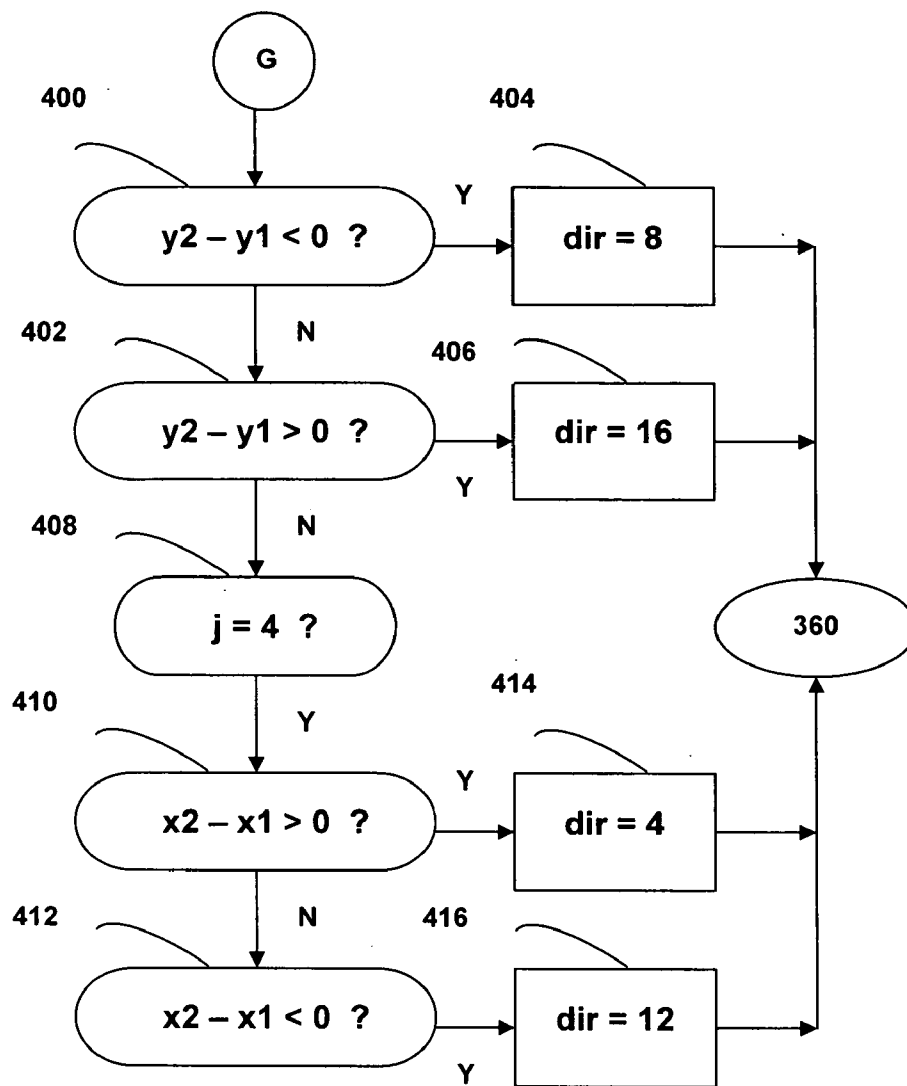 G
400
404
y2 – y1 < 0 ?
Y
dir = 8
N
402
406
y2 – y1 > 0 ?
Y
dir = 16
N
408
j = 4 ?
360
Y
410
414
x2 – x1 > 0 ?
Y
dir = 4
N
412
416
x2 – x1 < 0 ?
Y
dir = 12